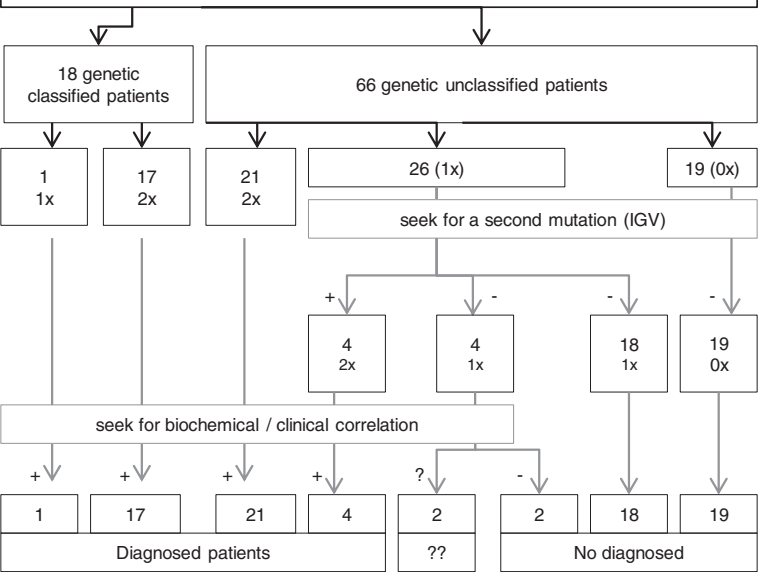 18 genetic
classified patients
66 genetic unclassified patients
1
1x
17
2x
21
2x
26 (1x)
19 (0x)
seek for a second mutation (IGV)
+
-
-
-
4
2x
4
1x
18
1x
19
0x
seek for biochemical / clinical correlation
+
+
+
+
?
-
1
17
21
4
2
2
18
19
Diagnosed patients
??
No diagnosed